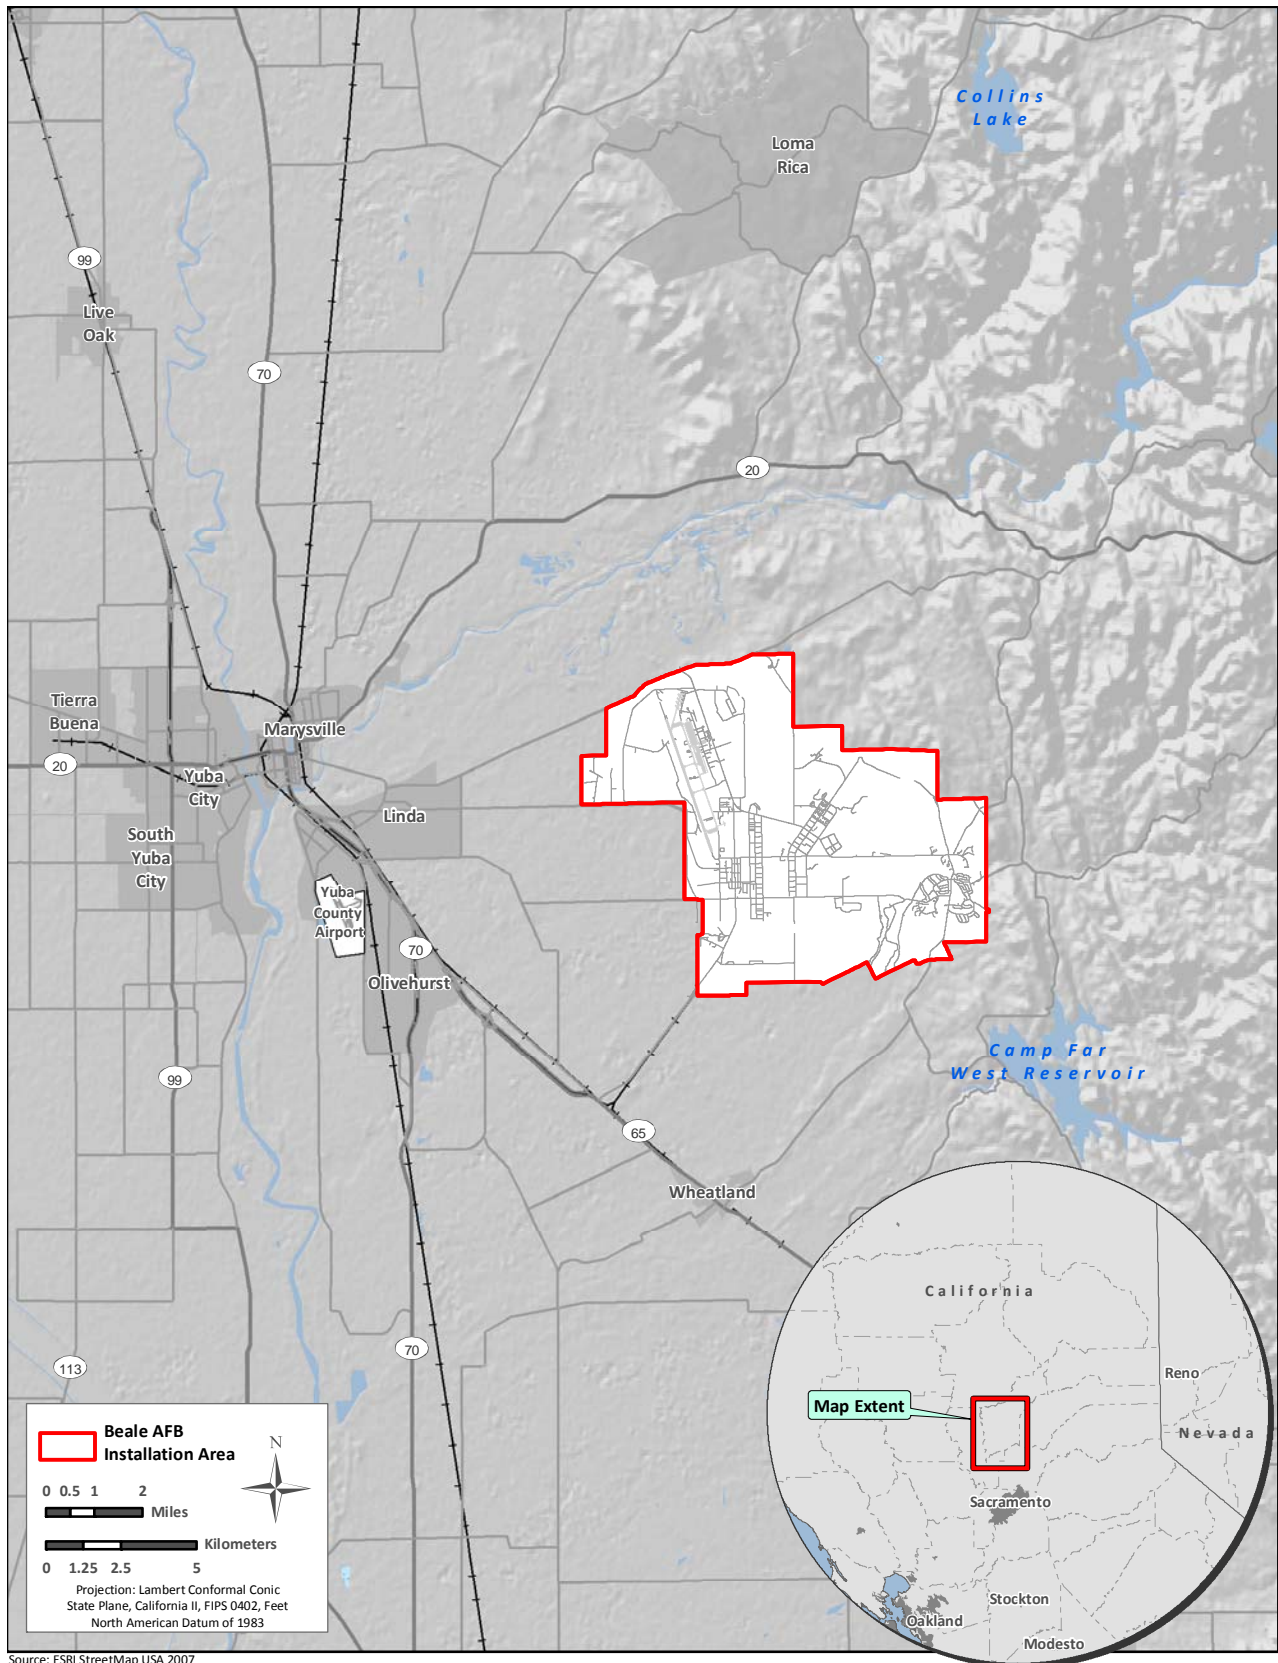 Collins
Lake
Loma
Rica
99
Live
Oak
70
20
Tierra
Buena
Marysville
20
Yuba
City
Linda
South
Yuba
City
Yuba
County
Airport
70
Olivehurst
Camp Far
West Reservoir
99
65
Wheatland
California
70
113
Reno
Map Extent
Nevada
Sacramento
Stockton
Oakland
Modesto
Beale AFB
Installation Area
N
0 0.5 1 2
Miles
Kilometers
0 1.25 2.5 5
Projection: Lambert Conformal Conic
State Plane, California II, FIPS 0402, Feet
North American Datum of 1983
Source: ESRI StreetMap USA 2007